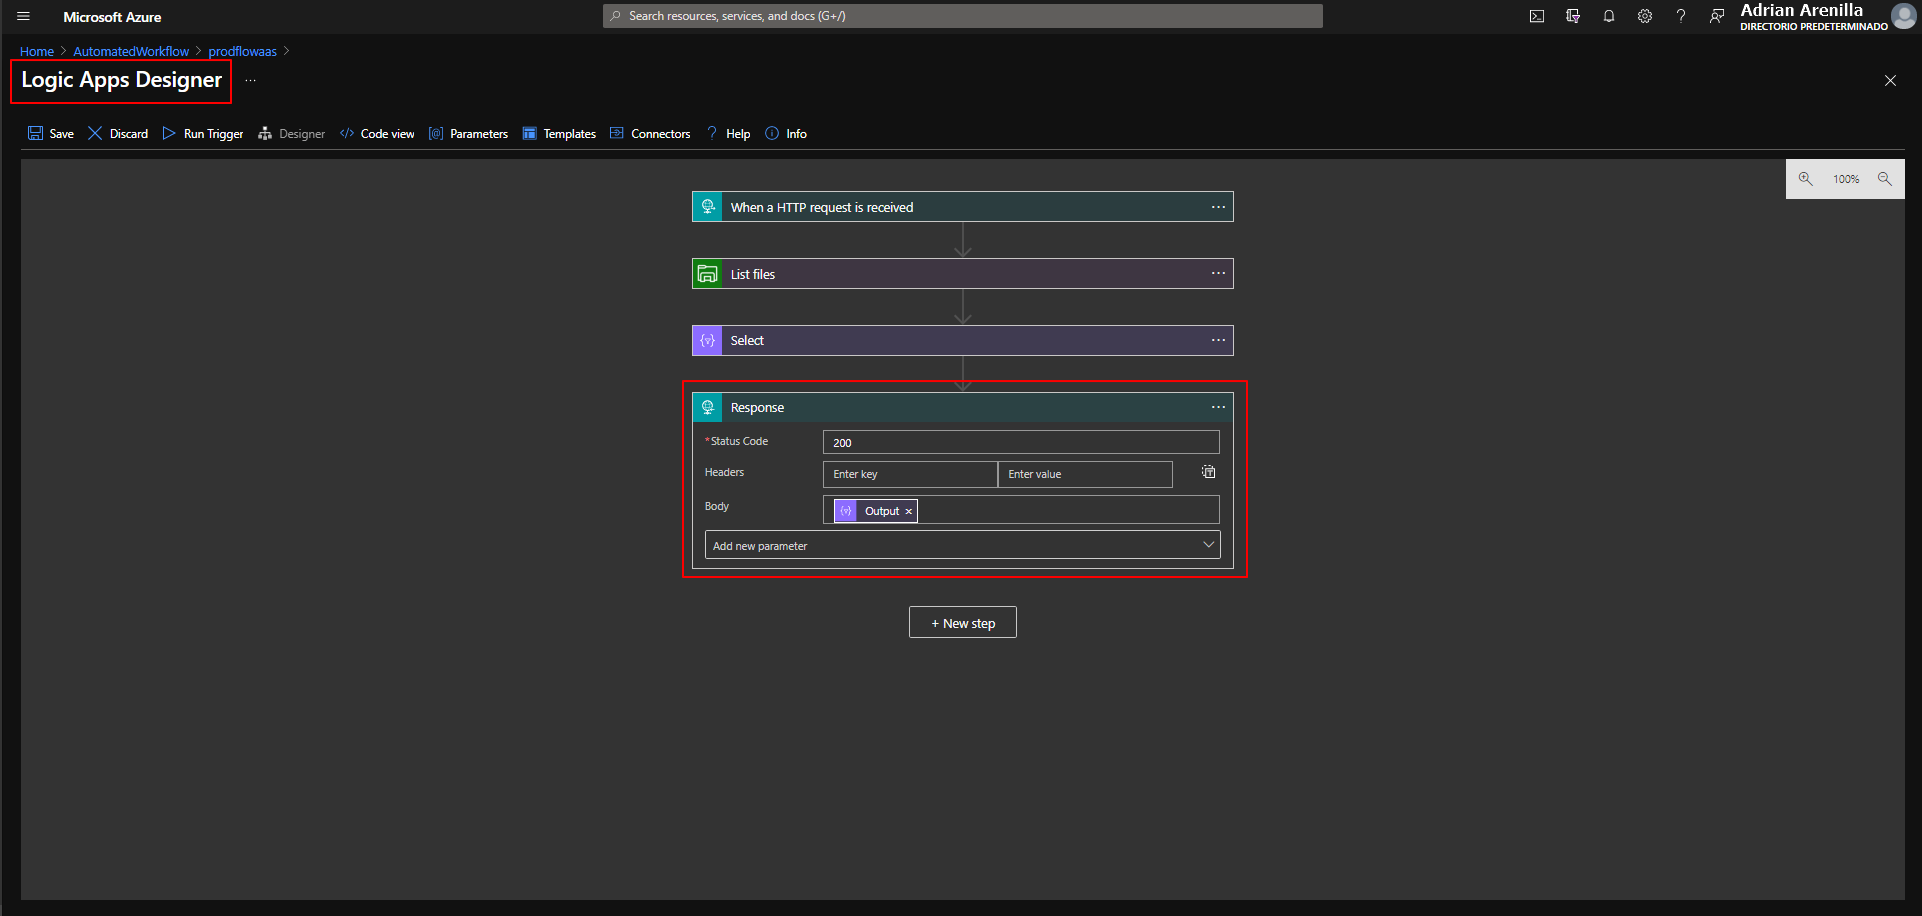 Microsoft Azure
Search resources, services, and docs (G+/)
Adrian Arenilla
DIRECTORIO PREDETERMINADO
Home > AutomatedWorkflow > prodflowaas >
Logic Apps Designer ...
Save Discard Run Trigger Designer Code view Parameters Templates Connectors Help Info
100%
When a HTTP request is received
List files
Select
Response
*Status Code 200
Headers Enter key Enter value
Body Output ×
Add new parameter
+ New step